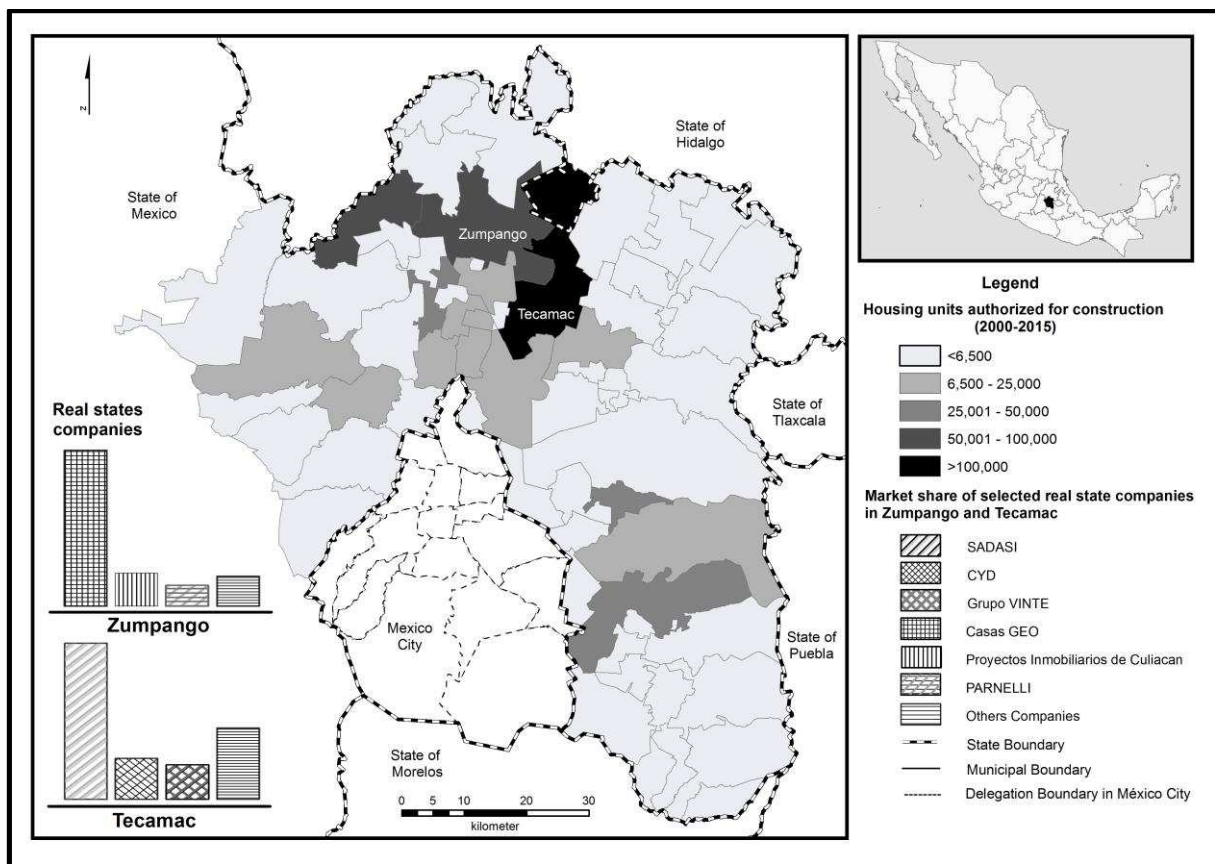 z
State of
Hidalgo
State of
Mexico
Zumpango
Tecamac
State of
Tlaxcala
Real states
companies
Zumpango
Mexico
City
State of
Puebla
Tecamac
State of
Morelos
0 5 10 20 30
kilometer
Legend
Housing units authorized for construction
(2000-2015)
<6,500
6,500 - 25,000
25,001 - 50,000
50,001 - 100,000
>100,000
Market share of selected real state companies
in Zumpango and Tecamac
SADASI
CYD
Grupo VINTE
Casas GEO
Proyectos Inmobiliarios de Culiacan
PARNELLI
Others Companies
State Boundary
Municipal Boundary
Delegation Boundary in México City